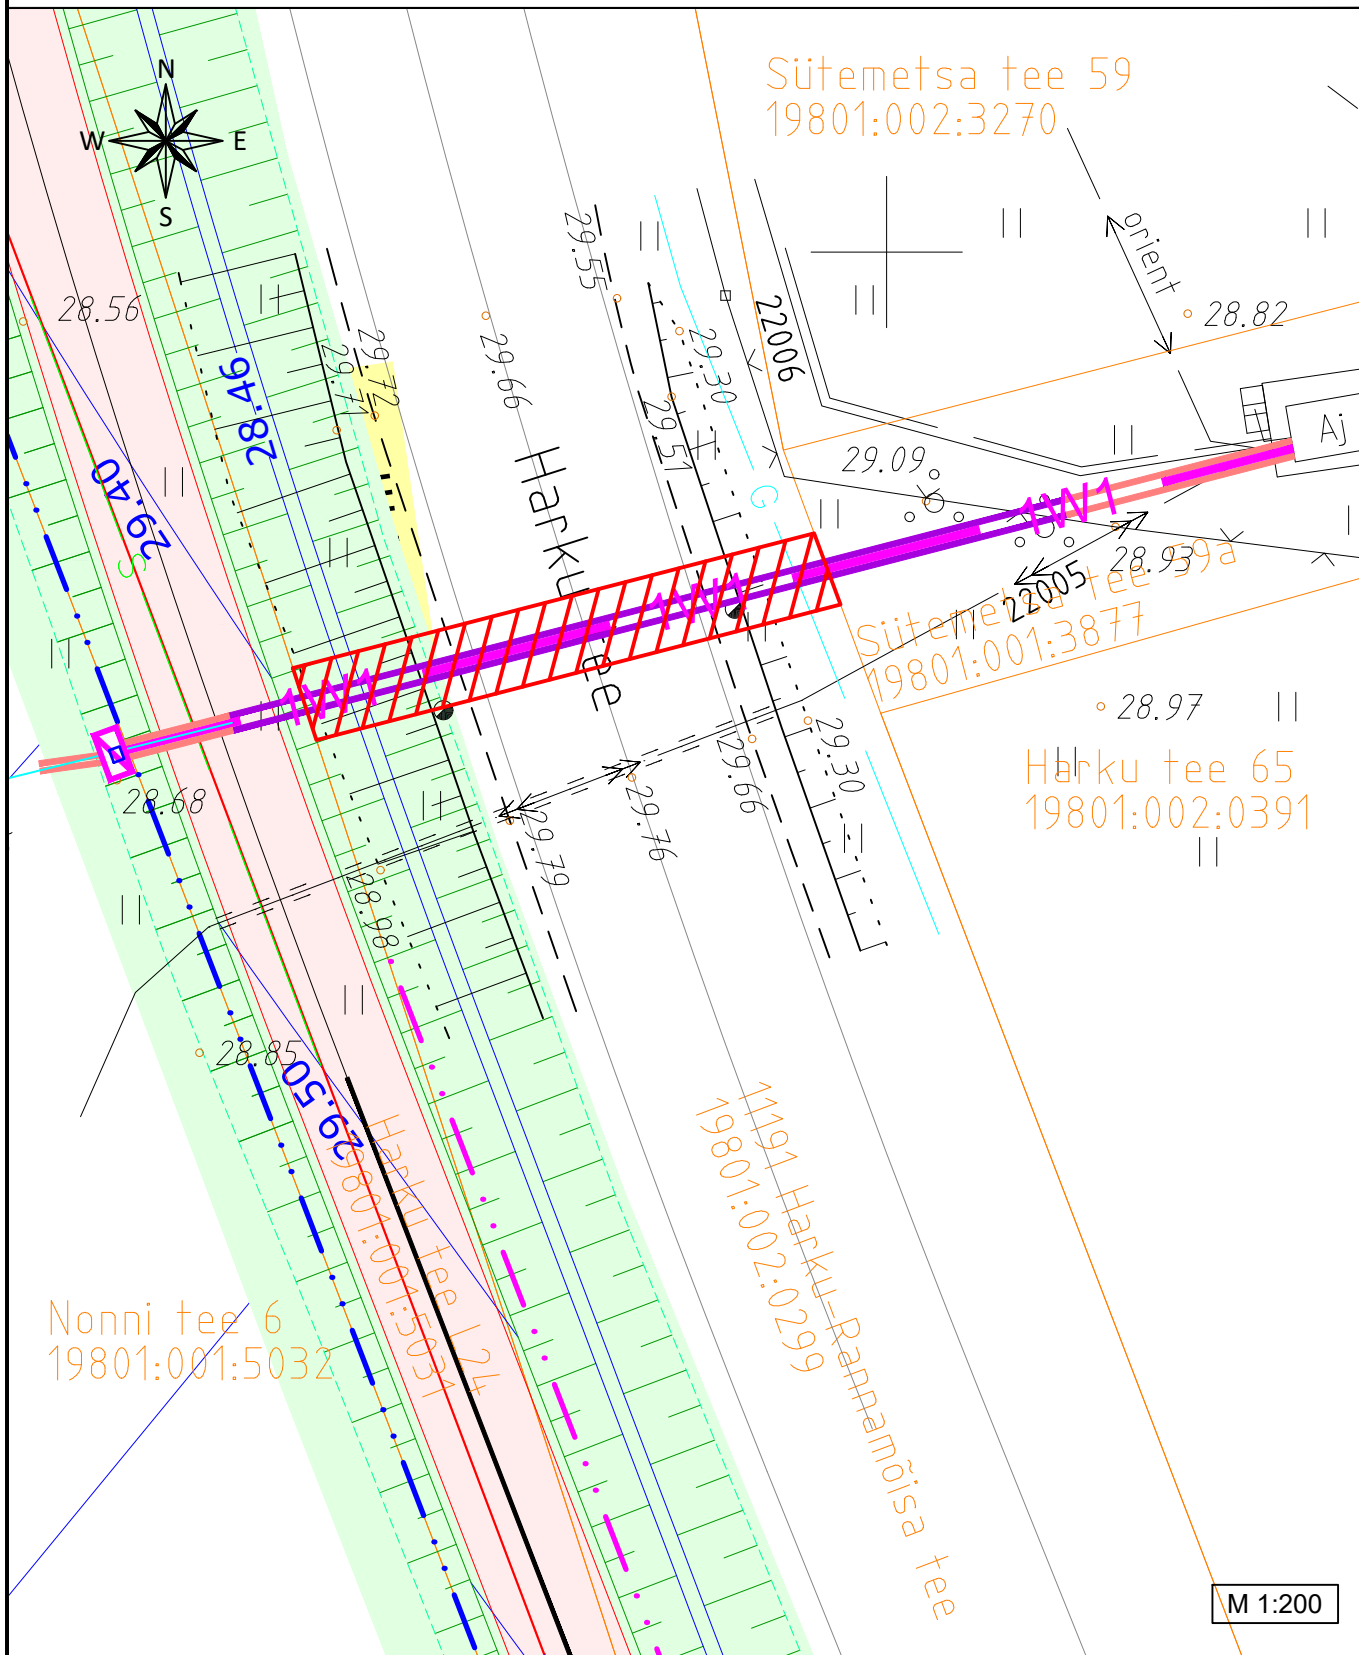 N
W
E
S
Sütemetsa tee 59
19801:002:3270
orient
28.82
28.56
29.55
29.66
29.72
29.71
29.30
29.51
22006
28.46
29.40
S
Harku tee
G
29.09
Aj
1W1
1W1
1W1
28.93
22005
Sütemetsa tee 59a
19801:001:3877
28.97
Harku tee 65
19801:002:0391
28.68
29.66
29.30
29.76
29.79
28.98
28.85
29.50
Harku tee L24
19801:001:5031
11191 Harku-Rannamõisa tee
19801:002:0299
Nonni tee 6
19801:001:5032
M 1:200